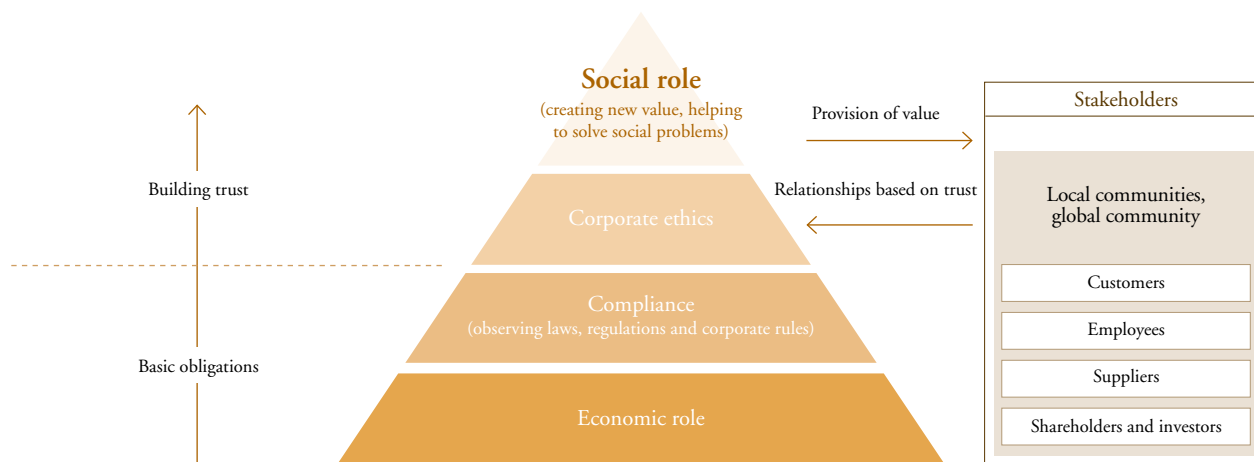 Social role
(creating new value, helping
to solve social problems)
Building trust
Corporate ethics
Compliance
(observing laws, regulations and corporate rules)
Basic obligations
Economic role
Provision of value
Relationships based on trust
Stakeholders
Local communities,
global community
Customers
Employees
Suppliers
Shareholders and investors